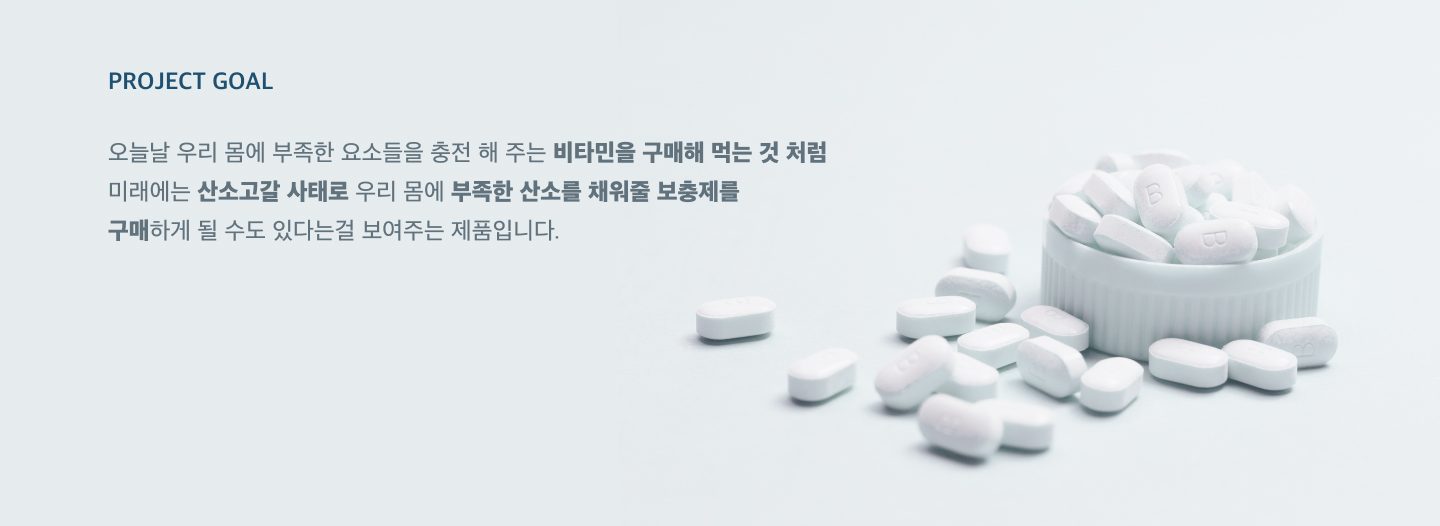 PROJECT GOAL
오늘날 우리 몸에 부족한 요소들을 충전 해 주는 비타민을 구매해 먹는 것 처럼
미래에는 산소고갈 사태로 우리 몸에 부족한 산소를 채워줄 보충제를
구매하게 될 수도 있다는걸 보여주는 제품입니다.
B
B